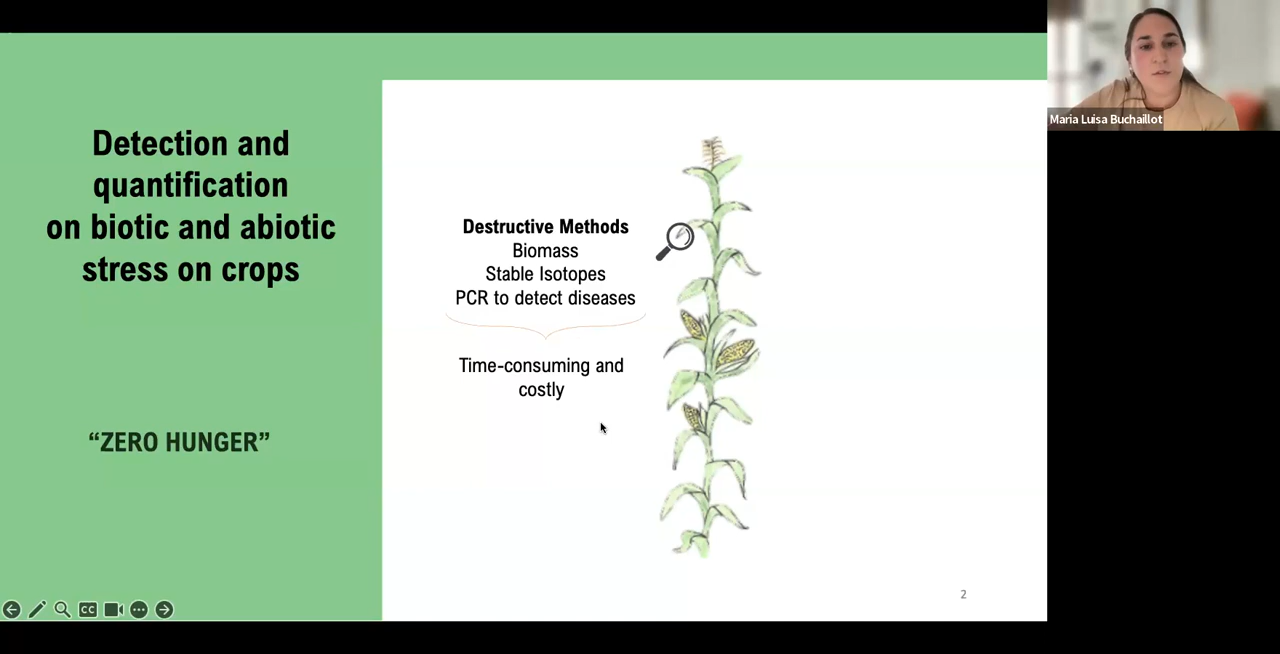 Detection and
quantification
on biotic and abiotic
stress on crops
“ZERO HUNGER”
Destructive Methods
Biomass
Stable Isotopes
PCR to detect diseases
Time-consuming and
costly
2
CC
Maria Luisa Buchaillot